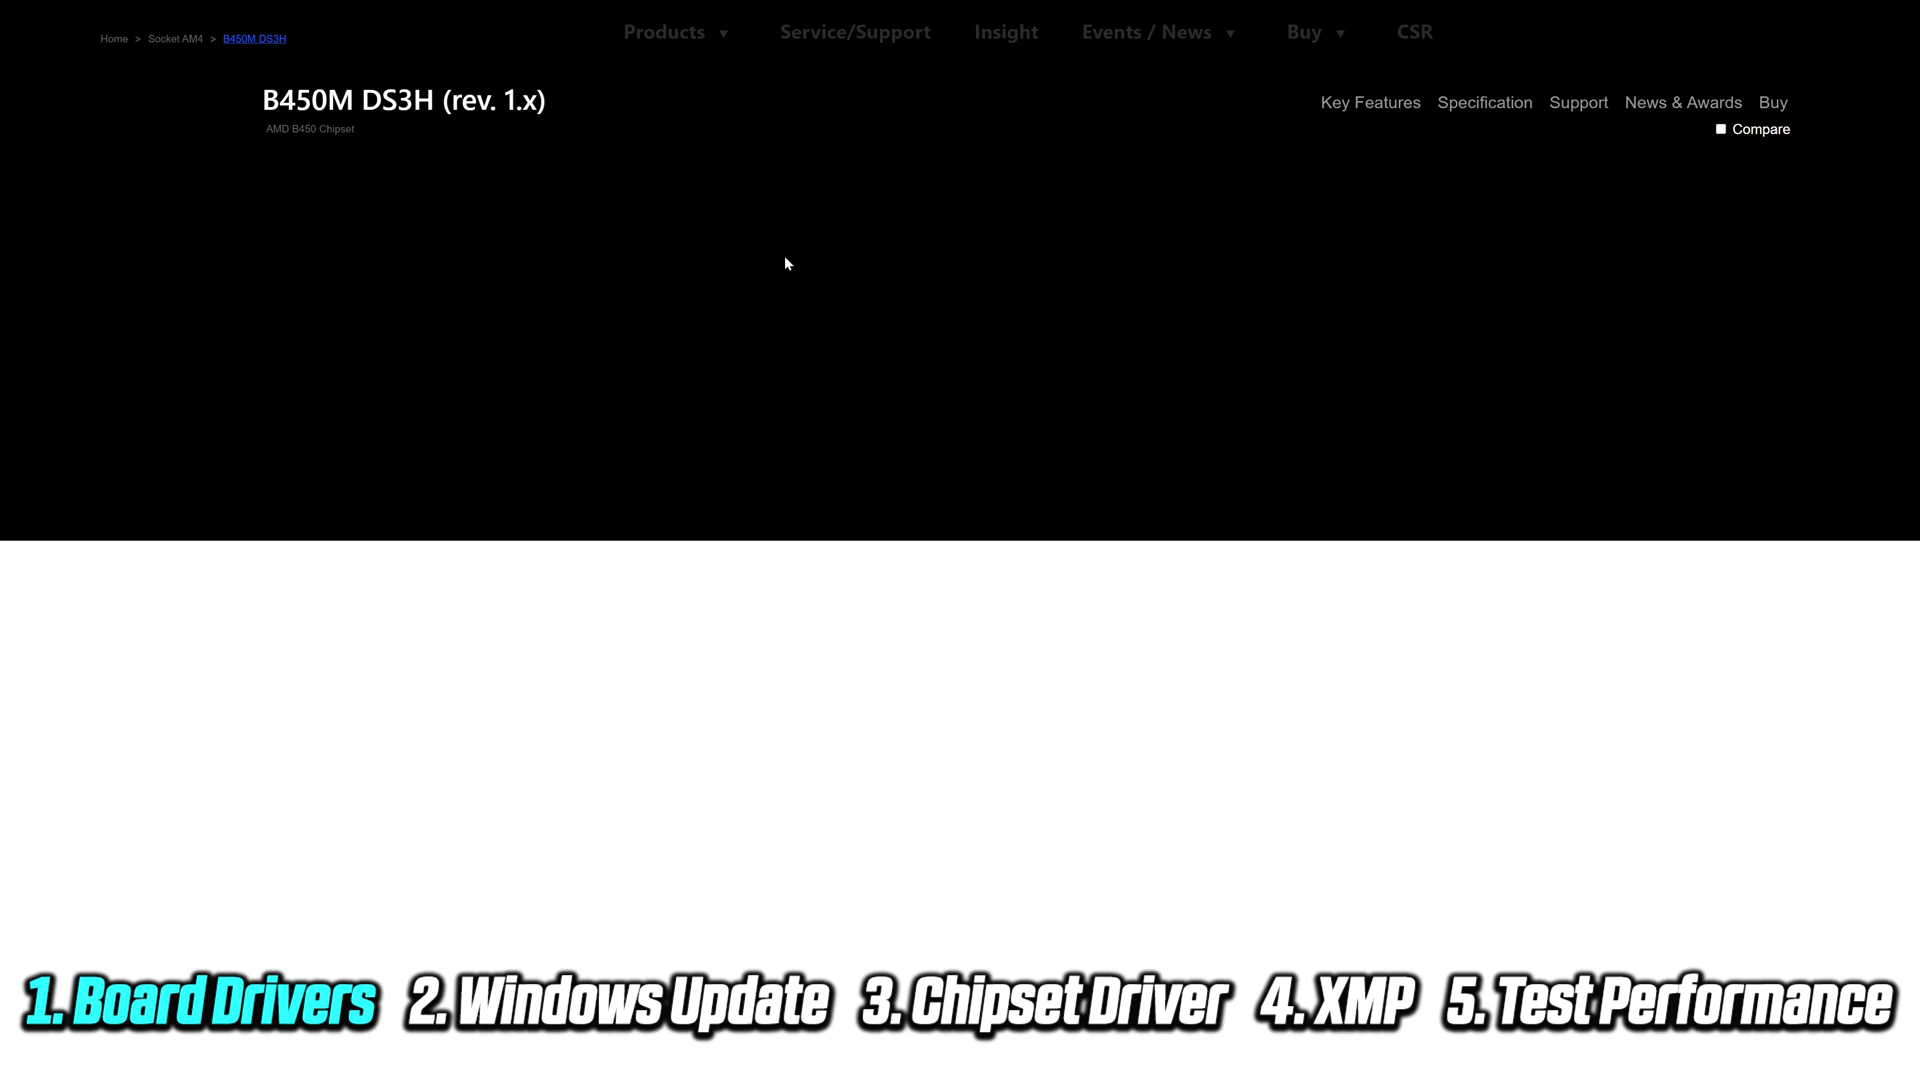 Products ▼ Service/Support Insight Events / News ▼ Buy ▼ CSR
Home > Socket AM4 > B450M DS3H
B450M DS3H (rev. 1.x)
Key Features Specification Support News & Awards Buy
AMD B450 Chipset
Compare
1. Board Drivers 2. Windows Update 3. Chipset Driver 4. XMP 5. Test Performance